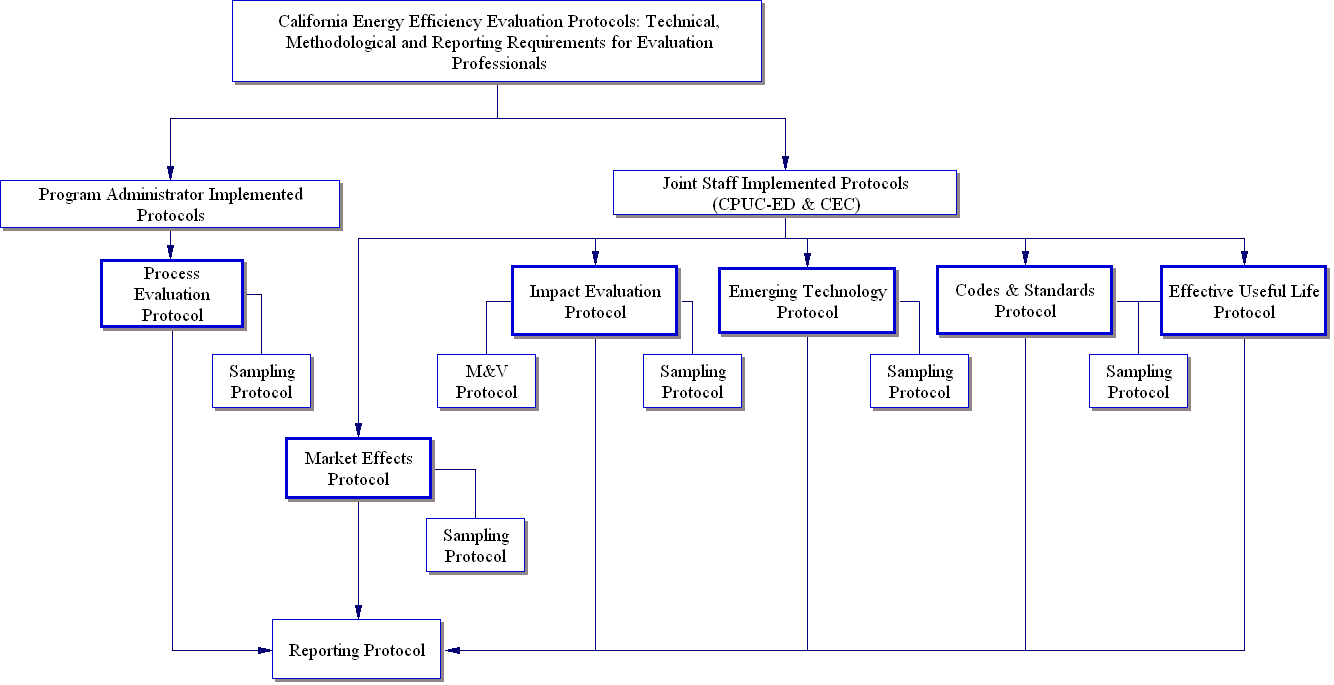 California Energy Efficiency Evaluation Protocols: Technical,
Methodological and Reporting Requirements for Evaluation
Professionals
Program Administrator Implemented
Protocols
Joint Staff Implemented Protocols
(CPUC-ED & CEC)
Process
Evaluation
Protocol
Impact Evaluation
Protocol
Emerging Technology
Protocol
Codes & Standards
Protocol
Effective Useful Life
Protocol
Sampling
Protocol
M&V
Protocol
Sampling
Protocol
Sampling
Protocol
Sampling
Protocol
Market Effects
Protocol
Sampling
Protocol
Reporting Protocol